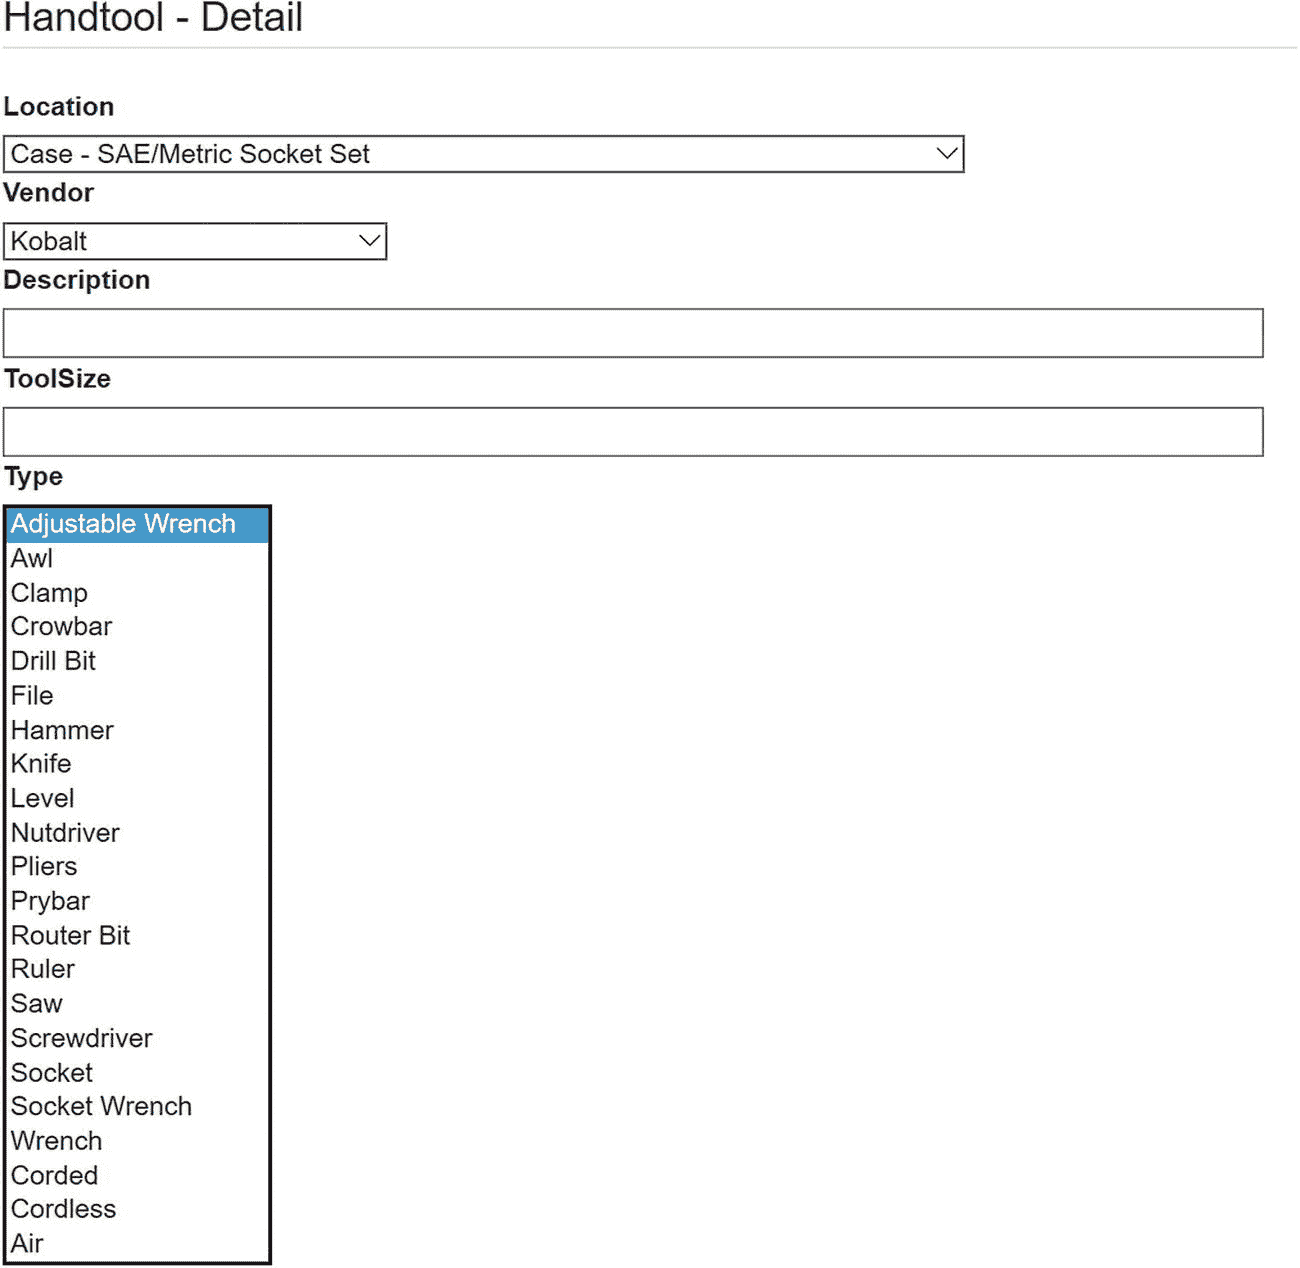 Handtool - Detail
Location
Case - SAE/Metric Socket Set
Vendor
Kobalt
Description
ToolSize
Type
Adjustable Wrench
Awl
Clamp
Crowbar
Drill Bit
File
Hammer
Knife
Level
Nutdriver
Pliers
Prybar
Router Bit
Ruler
Saw
Screwdriver
Socket
Socket Wrench
Wrench
Corded
Cordless
Air